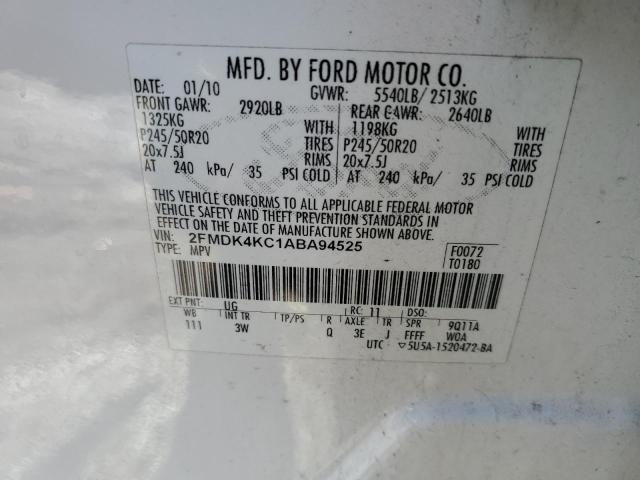 MFD. BY FORD MOTOR CO.
DATE: 01/10 GVWR: 5540LB/ 2513KG
FRONT GAWR: 2920LB REAR GAWR: 2640LB
1325KG WITH 1198KG WITH
P245/50R20 TIRES P245/50R20 TIRES
20x7.5J RIMS 20x7.5J RIMS
AT 240 kPa/ 35 PSI COLD AT 240 kPa/ 35 PSI COLD
THIS VEHICLE CONFORMS TO ALL APPLICABLE FEDERAL MOTOR
VEHICLE SAFETY AND THEFT PREVENTION STANDARDS IN
EFFECT ON THE DATE OF MANUFACTURE SHOWN ABOVE.
VIN: 2FMDK4KC1ABA94525 F0072
TYPE: MPV T0180
EXT PNT: UG RC: 11 DSO:
WB INT TR TP/PS R AXLE TR SPR 9Q11A
111 3W Q 3E J FFFF WOA
UTC ▽5U5A-1520472-BA